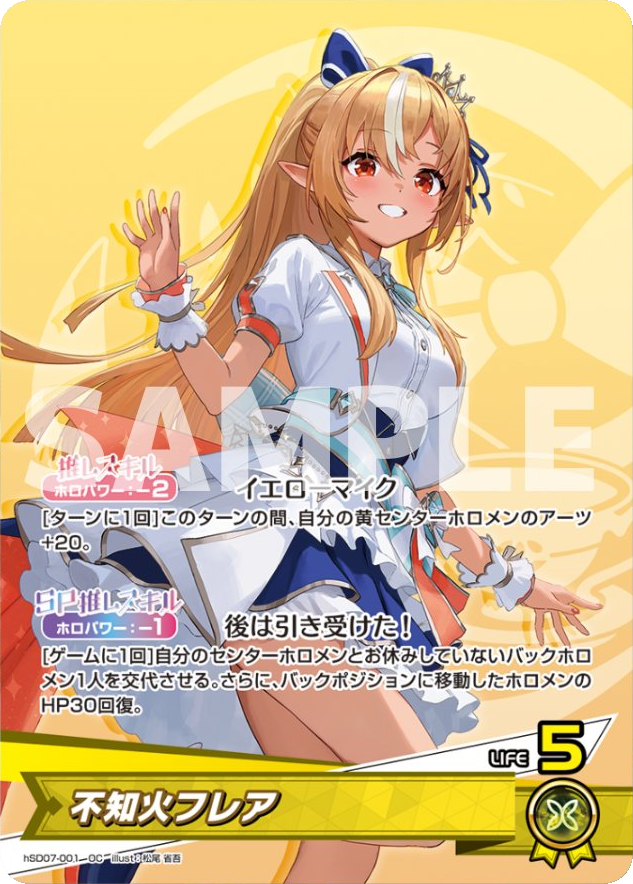 SAMPLE
推しスキル
ホロパワー：-2
イエローマイク
[ターンに1回]このターンの間、自分の黄センターホロメンのアーツ
+20。
SP推しスキル
ホロパワー：-1
後は引き受けた！
[ゲームに1回]自分のセンターホロメンとお休みしていないバックホロ
メン1人を交代させる。さらに、バックポジションに移動したホロメンの
HP30回復。
LIFE 5
不知火フレア
hSD07-001 OC illust：松尾 省吾